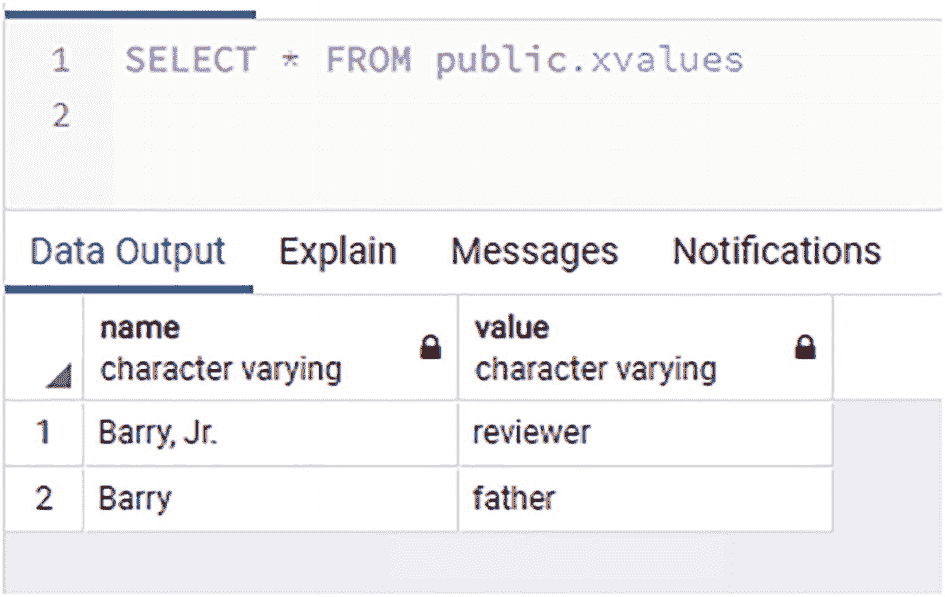 1 SELECT * FROM public.xvalues
2
Data Output Explain Messages Notifications
name value
character varying character varying
1 Barry, Jr. reviewer
2 Barry father